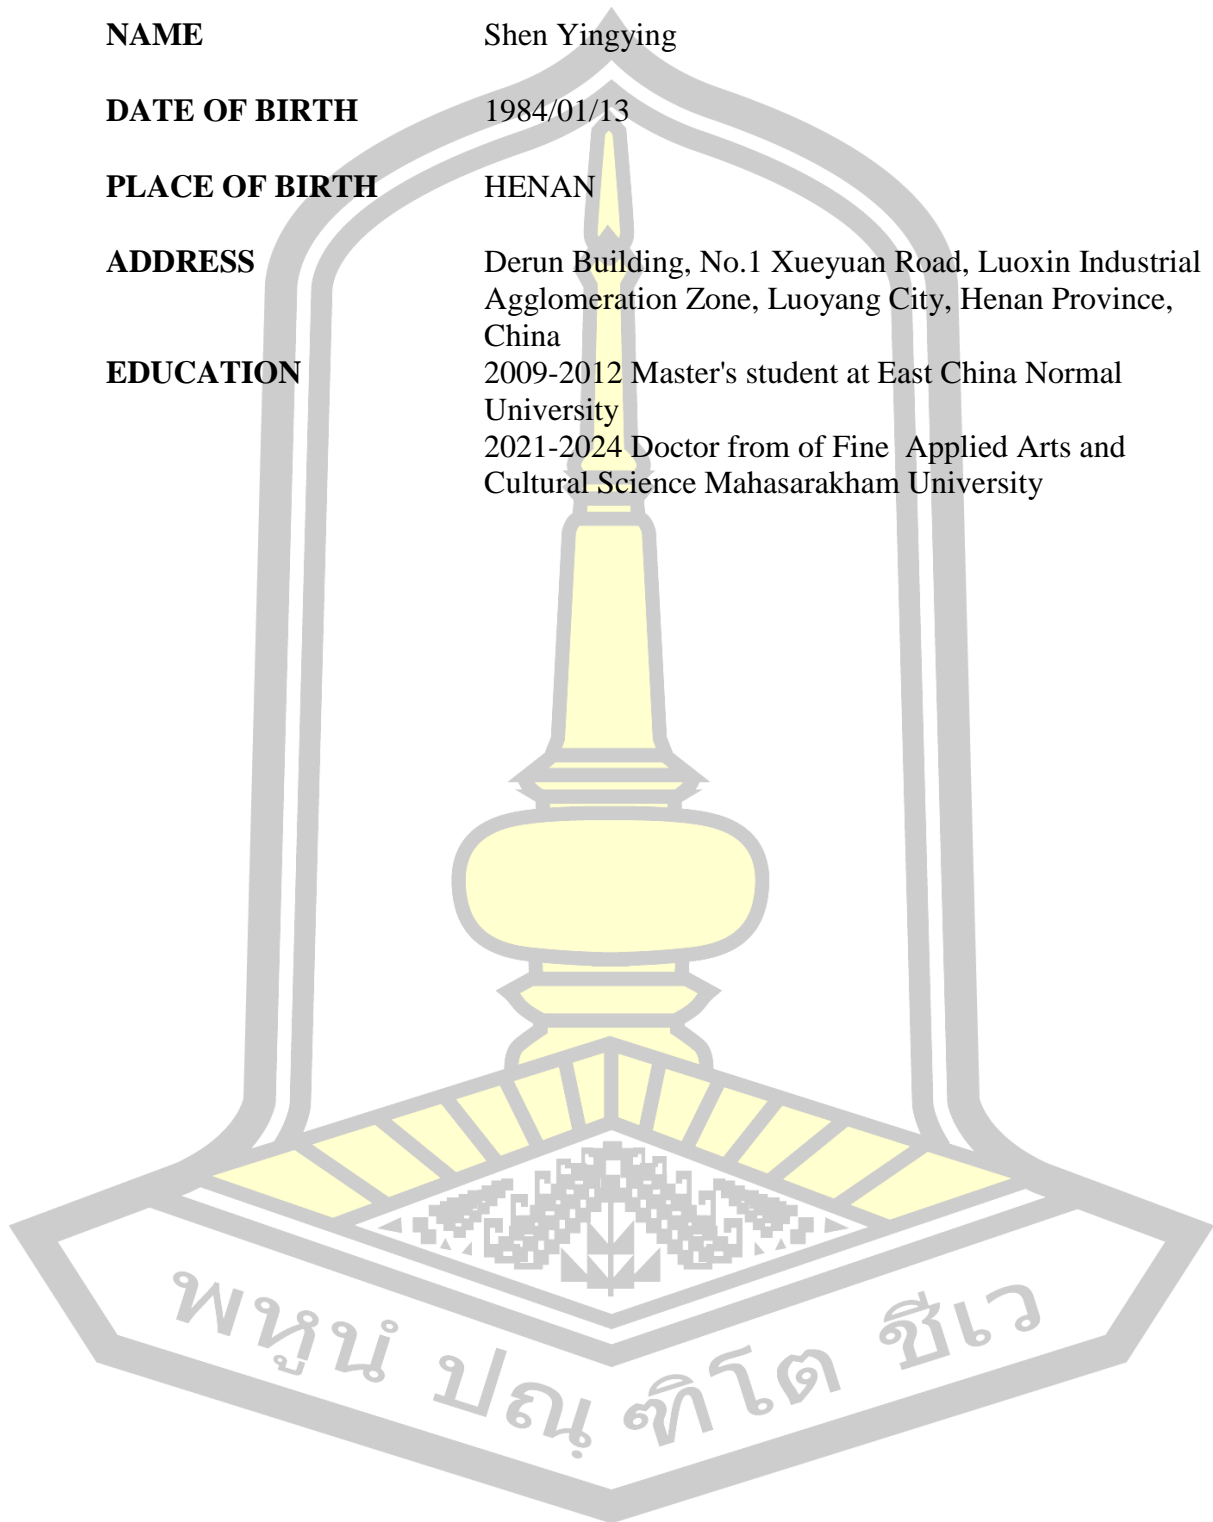 NAME Shen Yingying
DATE OF BIRTH 1984/01/13
PLACE OF BIRTH HENAN
ADDRESS Derun Building, No.1 Xueyuan Road, Luoxin Industrial
Agglomeration Zone, Luoyang City, Henan Province,
China
EDUCATION 2009-2012 Master's student at East China Normal
University
2021-2024 Doctor from of Fine  Applied Arts and
Cultural Science Mahasarakham University
พหูนํ ปณฺ ฑิโต ชีเว